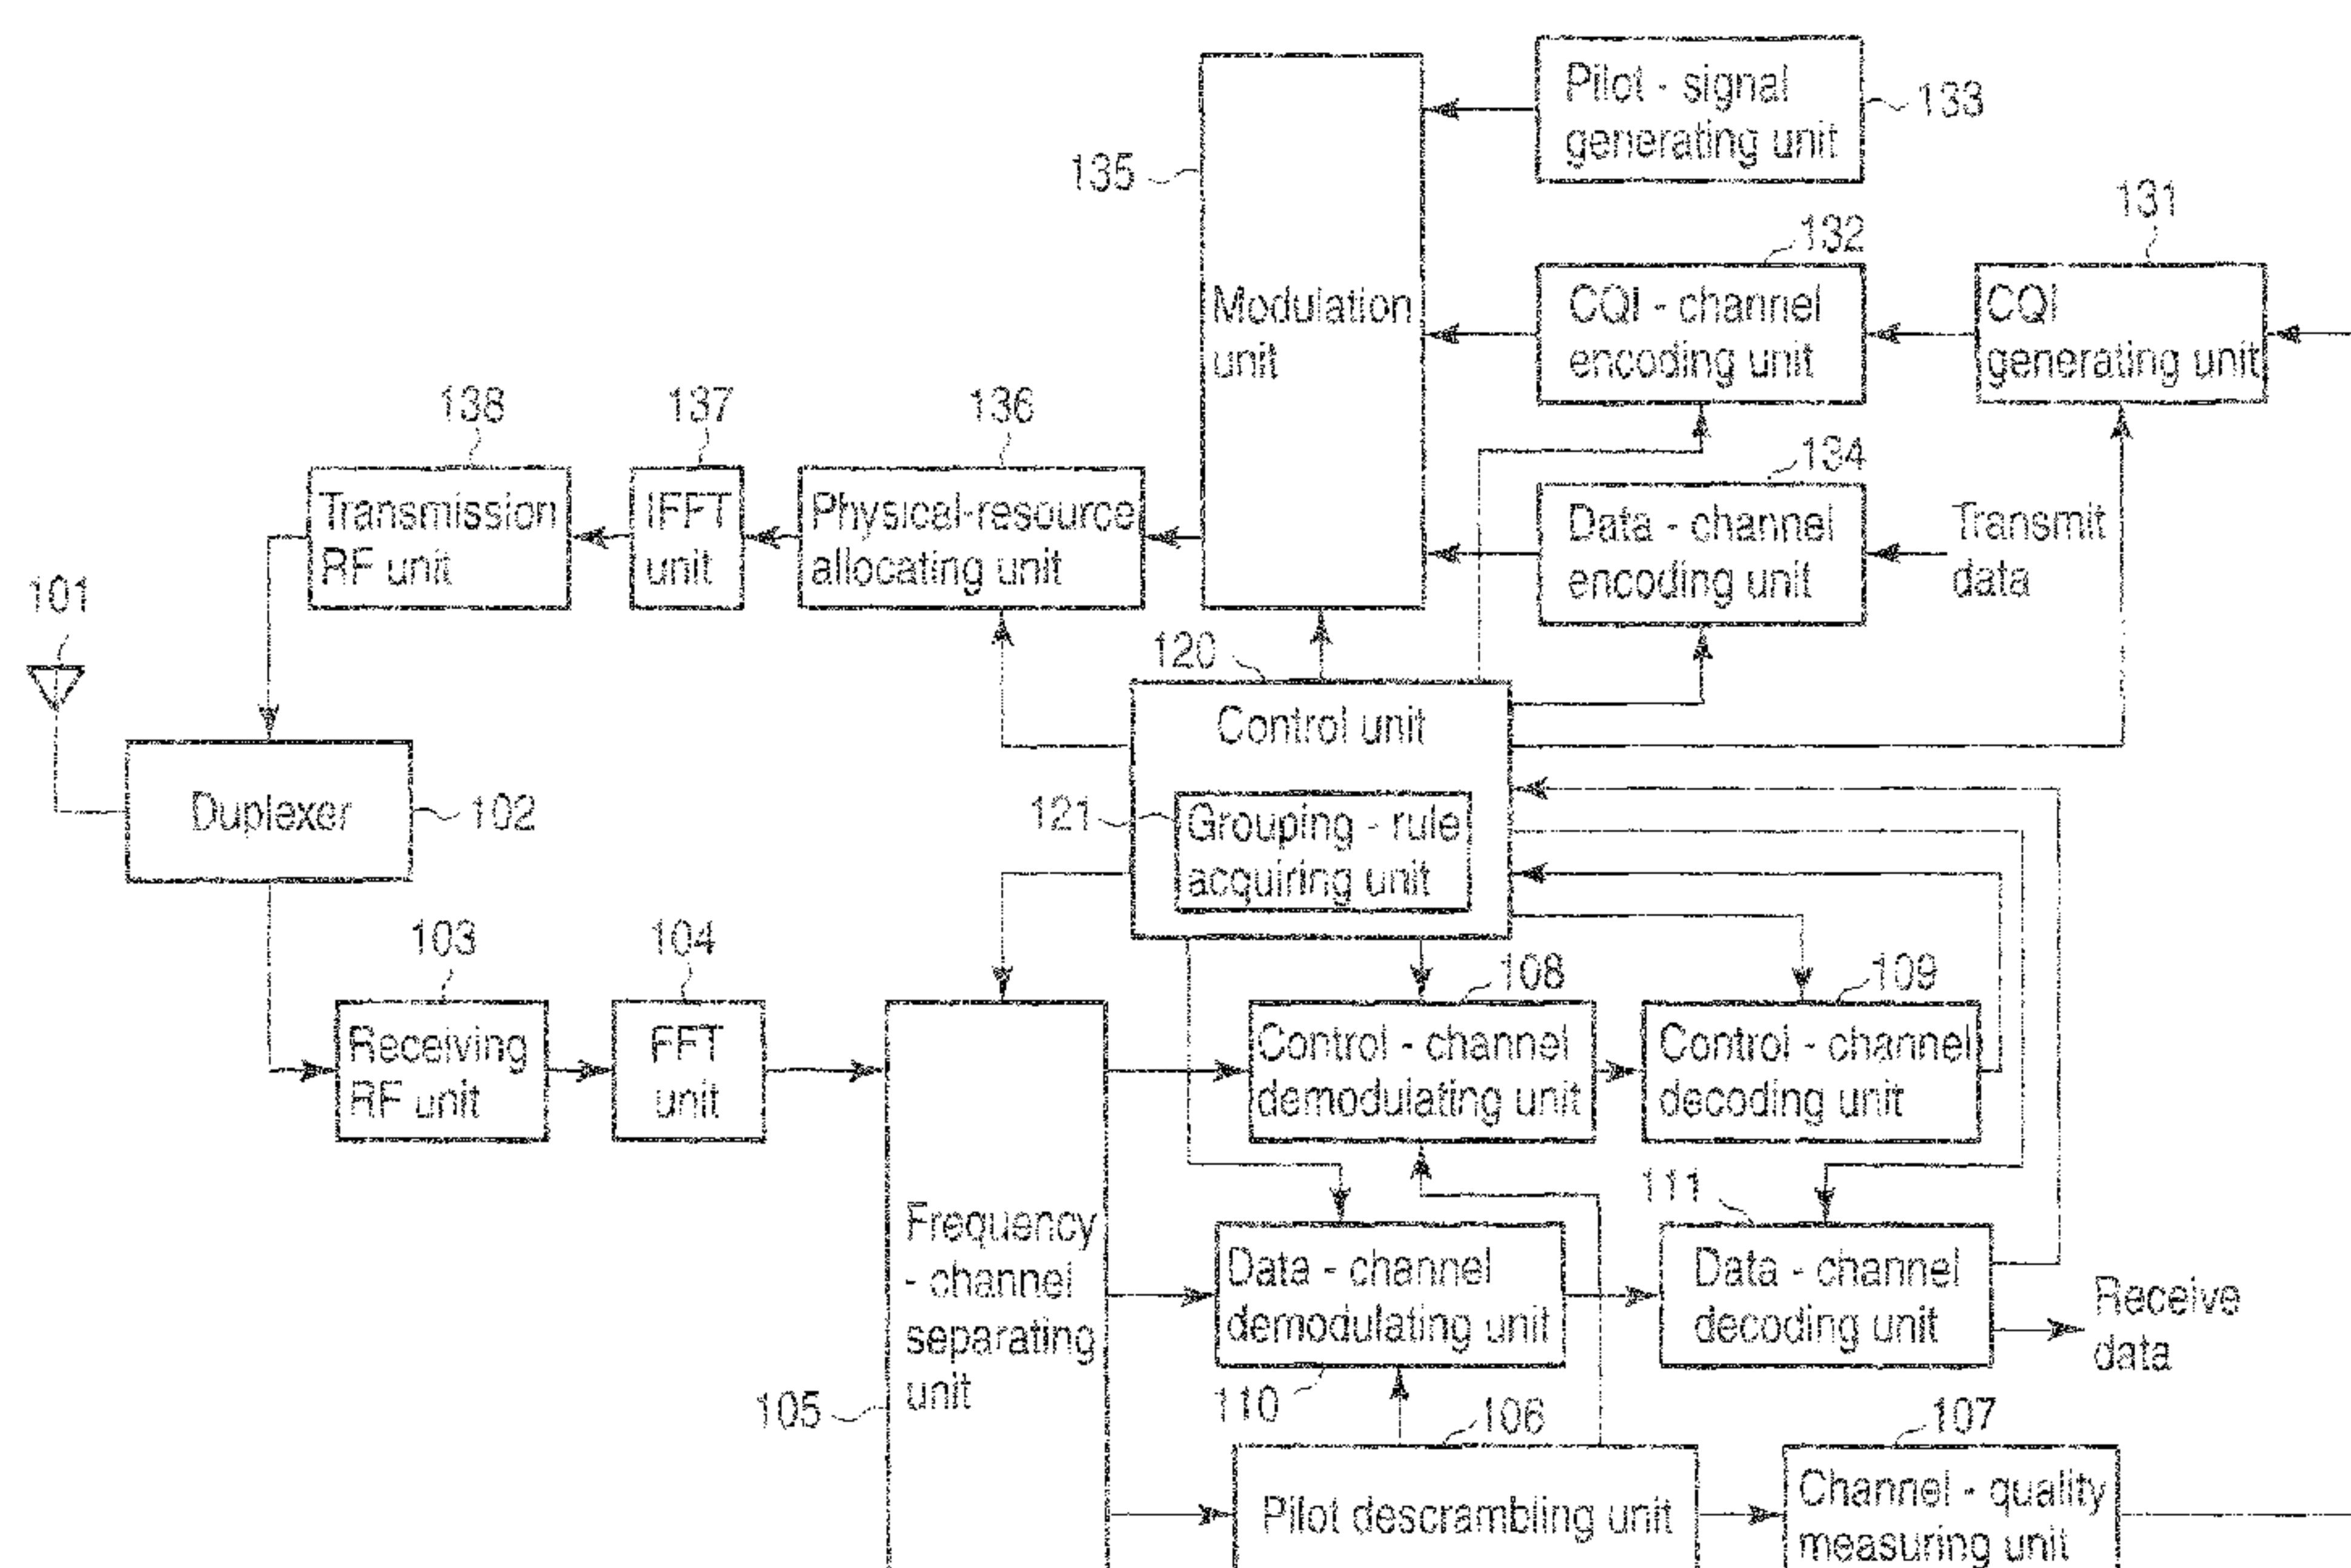 Pilot - signal
generating unit
133
135
131
132
Modulation
unit
CQI - channel
encoding unit
CQI
generating unit
138
137
136
134
Transmission
RF unit
IFFT
unit
Physical-resource
allocating unit
Data - channel
encoding unit
Transmit
data
101
120
Control unit
Duplexer
102
121
Grouping - rule
acquiring unit
103
104
108
109
Receiving
RF unit
FFT
unit
Control - channel
demodulating unit
Control - channel
decoding unit
111
Frequency
- channel
separating
unit
105
Data - channel
demodulating unit
110
Data - channel
decoding unit
Receive
data
106
107
Pilot descrambling unit
Channel - quality
measuring unit